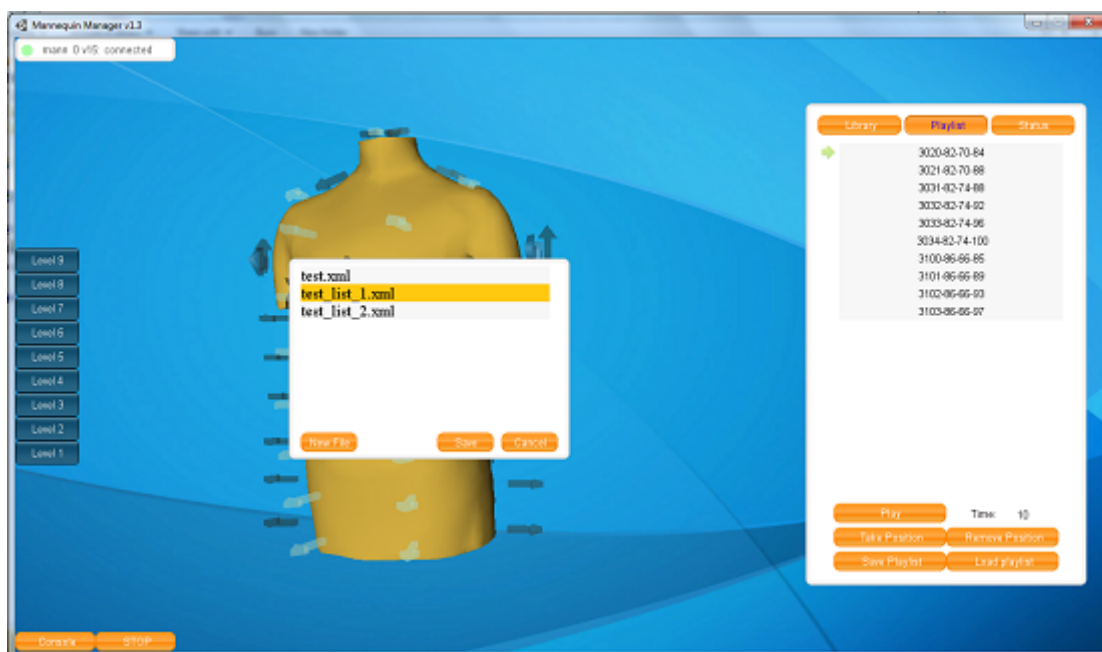 Mannequin Manager v1.3
mann 0 v15: connected
Library
Playlist
Status
3020-82-70-84
3021-82-70-88
3031-82-74-88
3032-82-74-92
3033-82-74-96
3034-82-74-100
3100-86-66-85
3101-86-66-89
3102-86-66-93
3103-86-66-97
Level 9
Level 8
Level 7
Level 6
Level 5
Level 4
Level 3
Level 2
Level 1
test.xml
test_list_1.xml
test_list_2.xml
New File
Save
Cancel
Play
Time: 10
Take Position
Remove Position
Save Playlist
Load playlist
Console
STOP